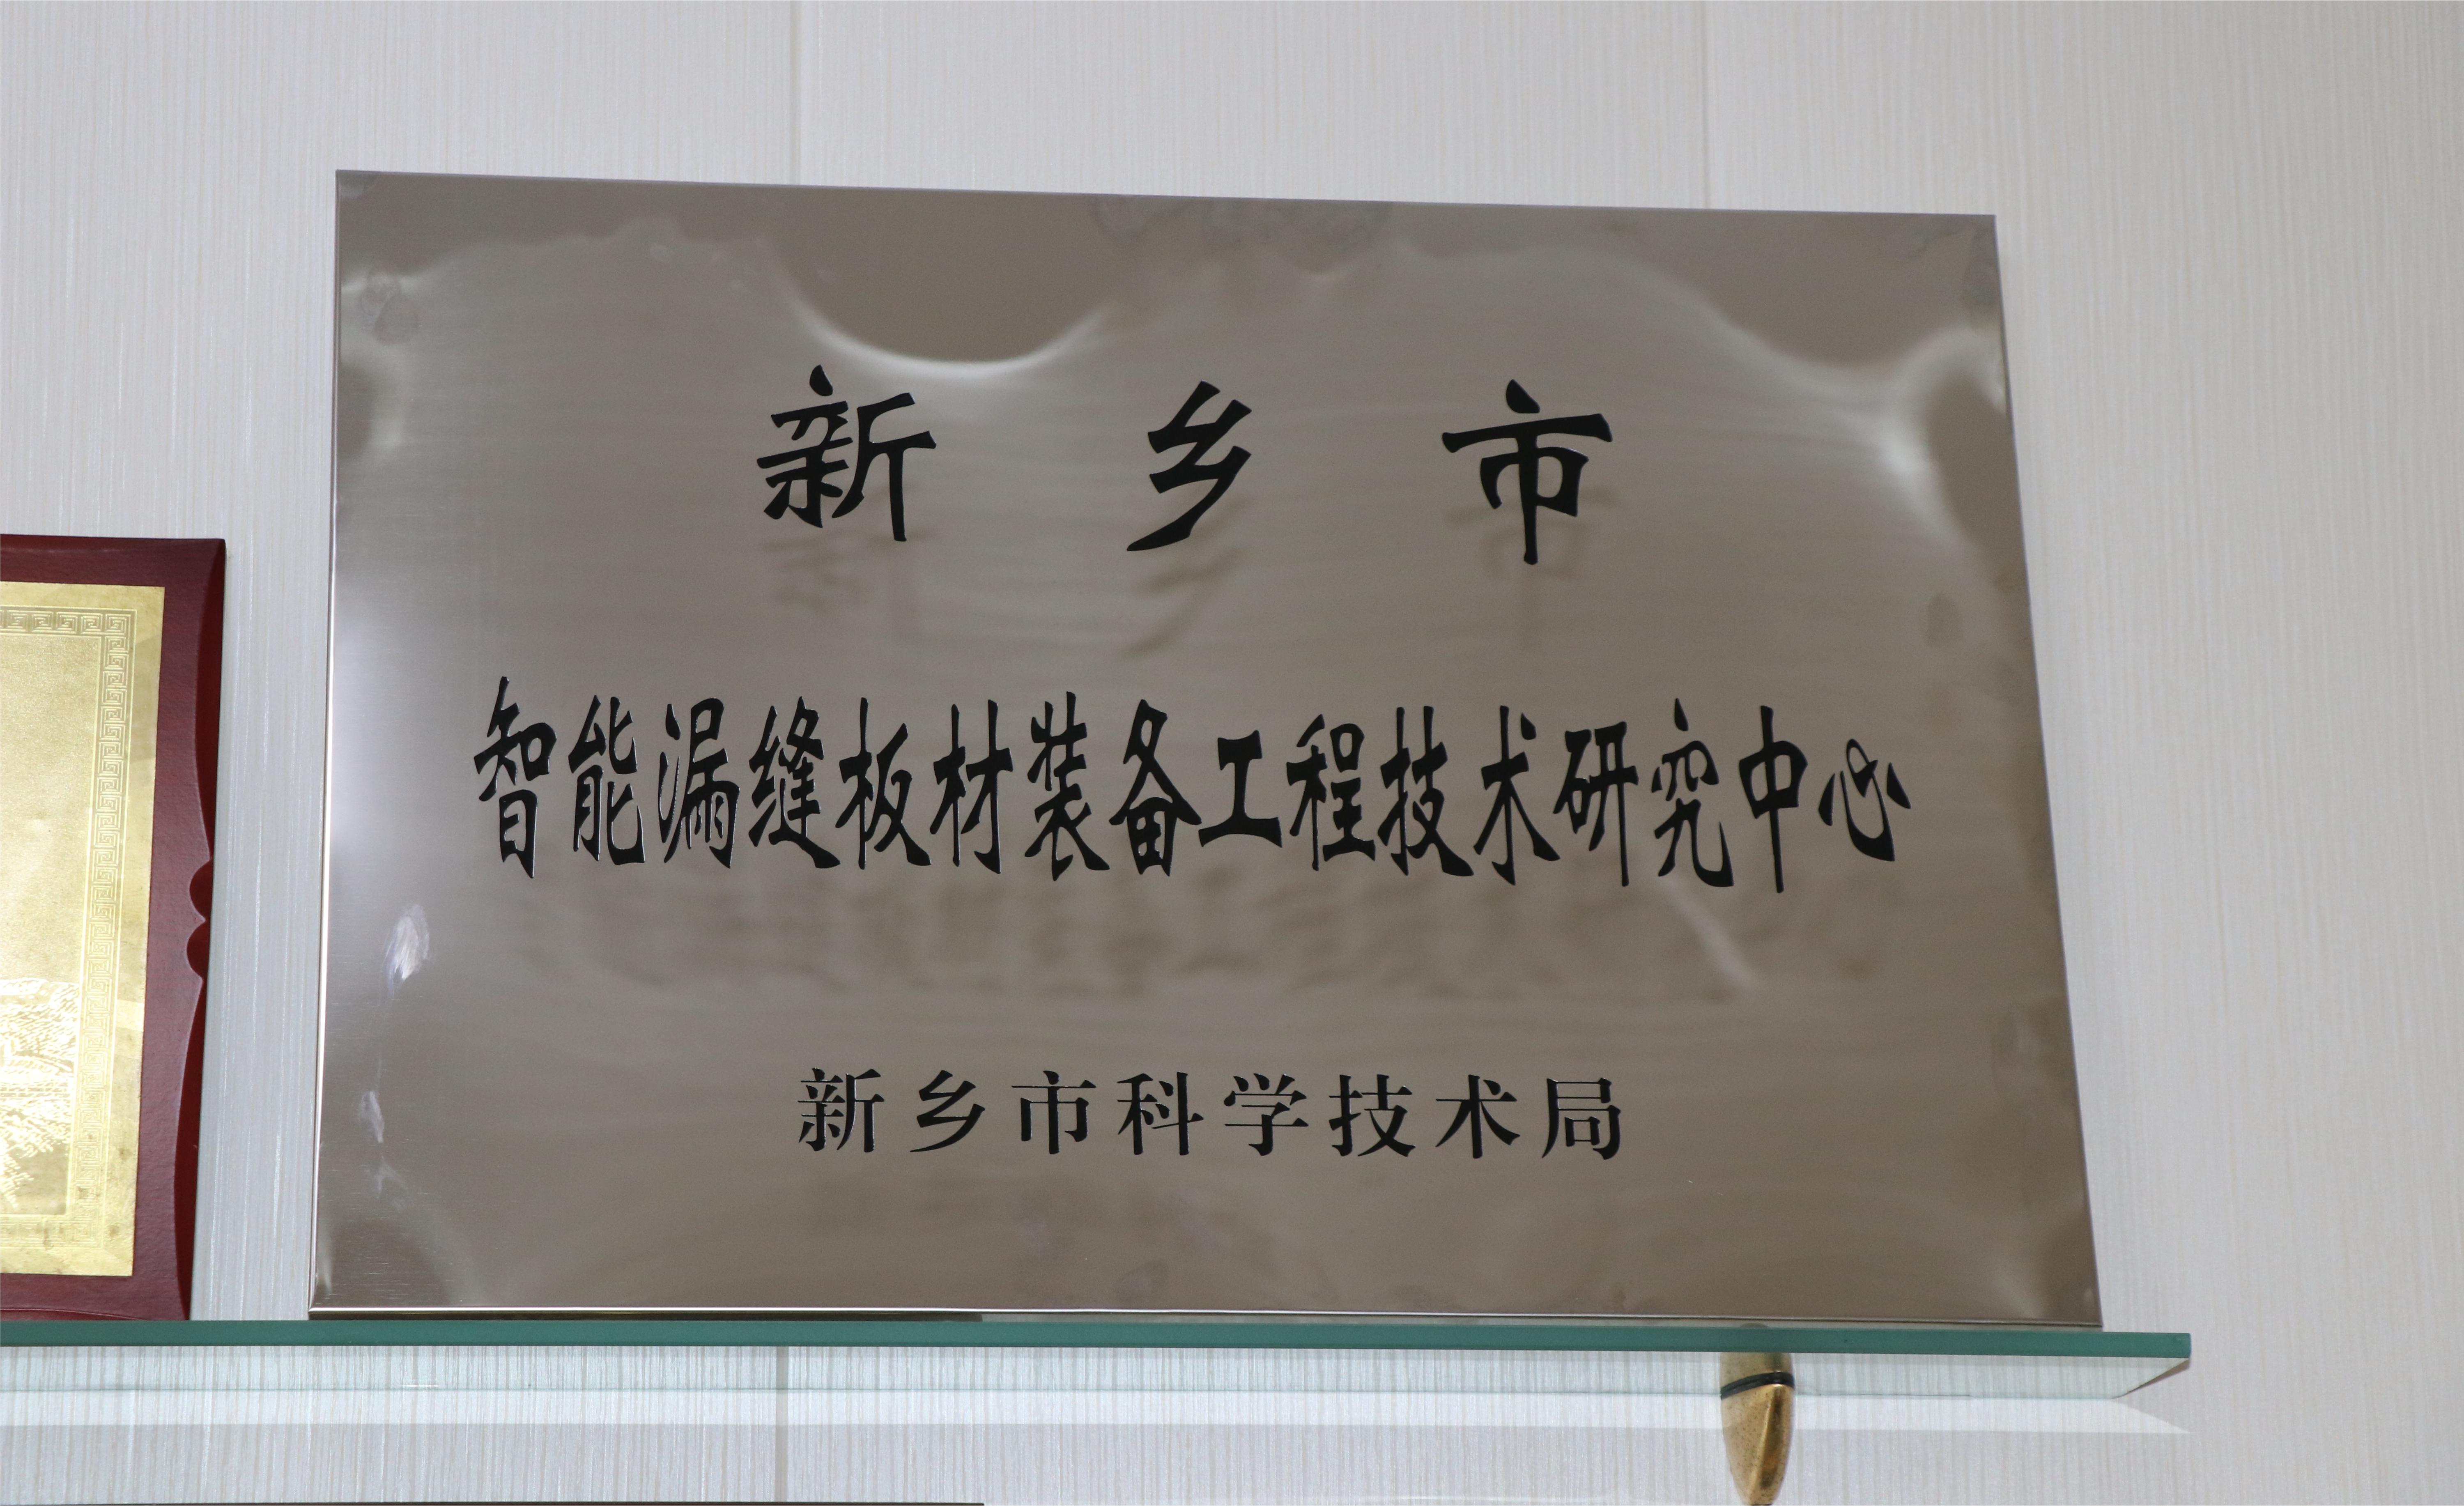 新乡市
智能漏缝板材装备工程技术研究中心
新乡市科学技术局